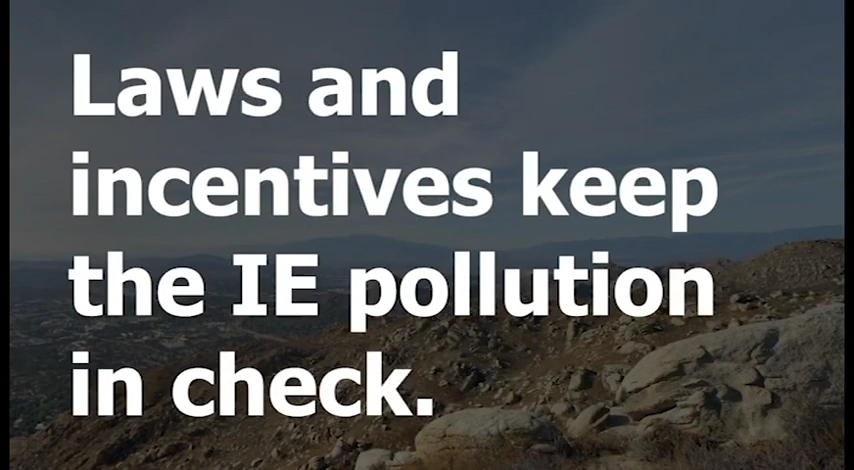 Laws and
incentives keep
the IE pollution
in check.